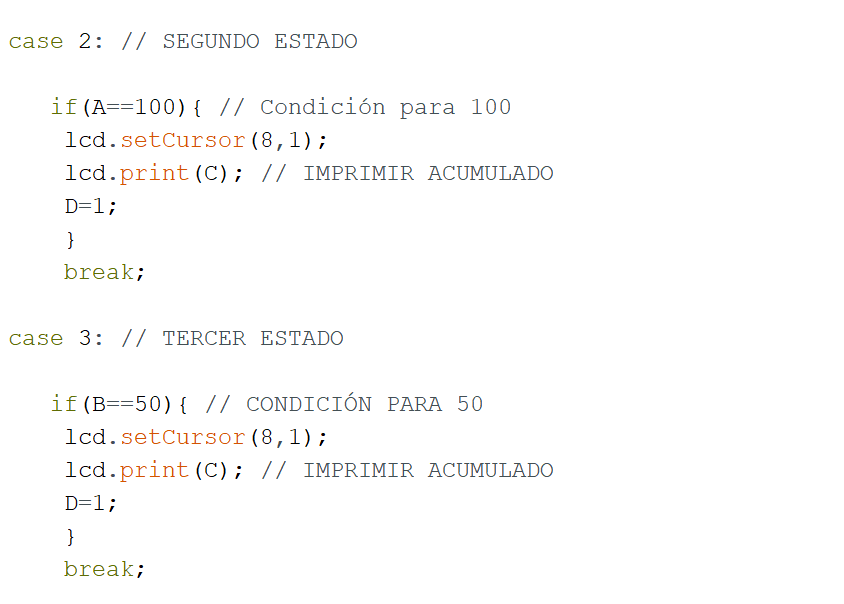 case 2: // SEGUNDO ESTADO
if(A==100){ // Condición para 100
lcd.setCursor(8,1);
lcd.print(C); // IMPRIMIR ACUMULADO
D=1;
}
break;
case 3: // TERCER ESTADO
if(B==50){ // CONDICIÓN PARA 50
lcd.setCursor(8,1);
lcd.print(C); // IMPRIMIR ACUMULADO
D=1;
}
break;